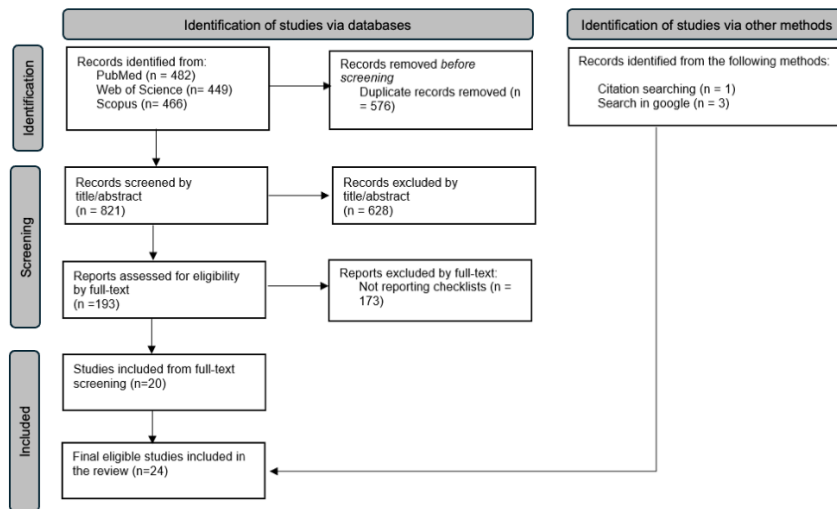 Identification of studies via databases
Identification of studies via other methods
Identification
Records identified from:
PubMed (n = 482)
Web of Science (n= 449)
Scopus (n = 466)
Records removed before
screening
Duplicate records removed (n
= 576)
Records identified from the following methods:
Citation searching (n = 1)
Search in google (n = 3)
Screening
Records screened by
title/abstract
(n = 821)
Records excluded by
title/abstract
(n = 628)
Reports assessed for eligibility
by full-text
(n =193)
Reports excluded by full-text:
Not reporting checklists (n =
173)
Included
Studies included from full-text
screening (n=20)
Final eligible studies included in
the review (n=24)